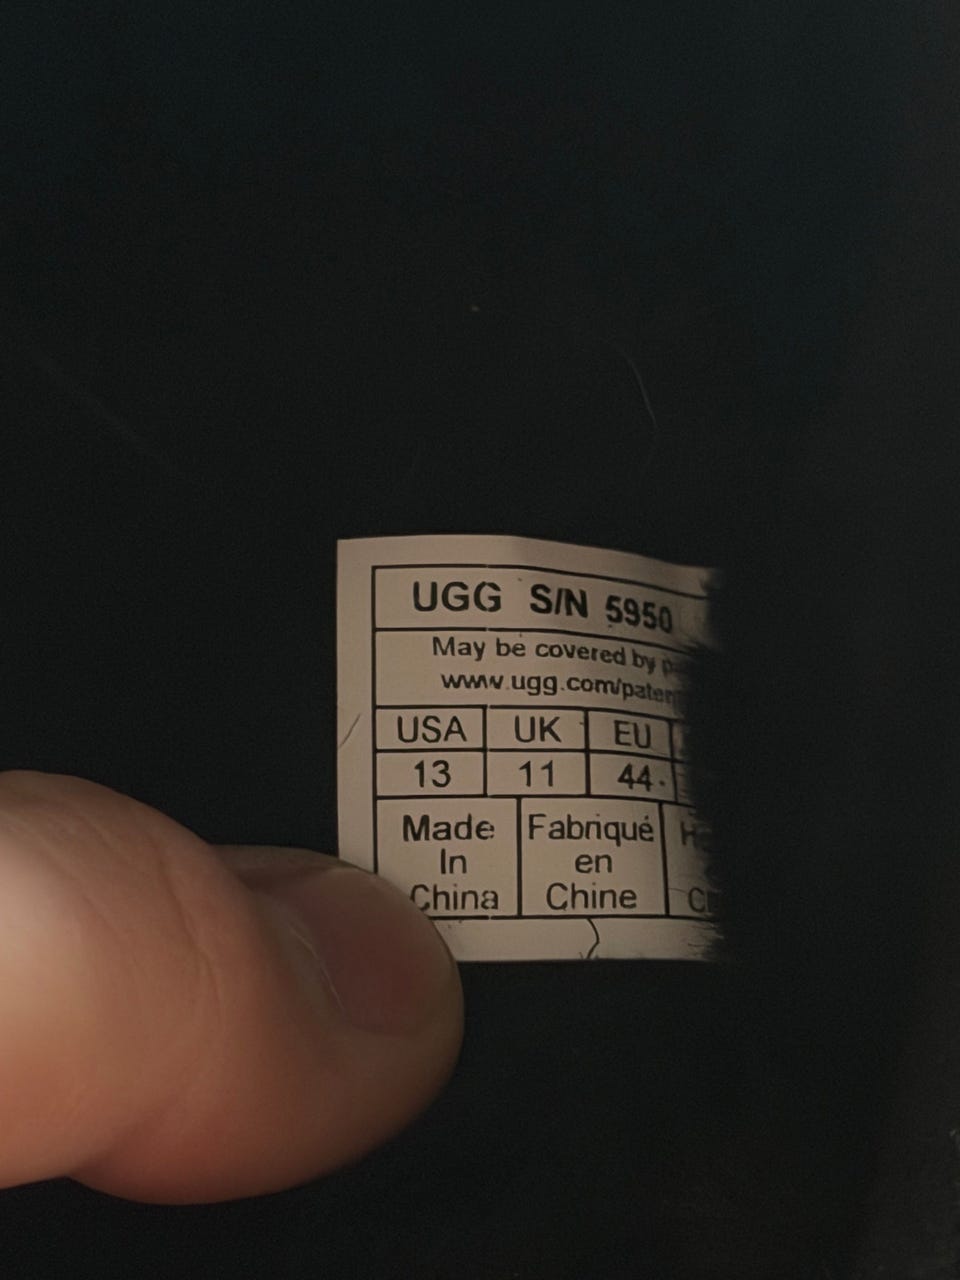 UGG S/N 5950
May be covered by
www.ugg.com/paten
USA UK EU
13 11 44
Made Fabriqué
In en
China Chine